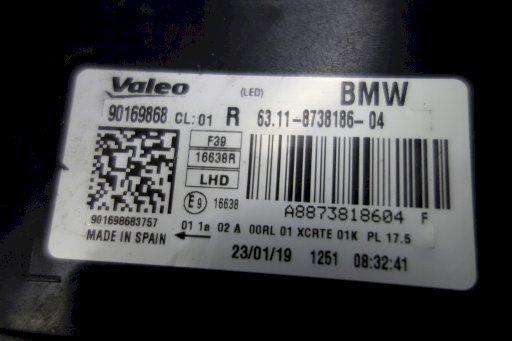 Valeo (LED) BMW
90169868 CL:01 R 63.11-8738186-04
F39
16638R
LHD
E9 16638
A8873818604 F
901698683757
01 1a 02 A 00RL 01 XCRTE 01K PL 17.5
MADE IN SPAIN
23/01/19 1251 08:32:41